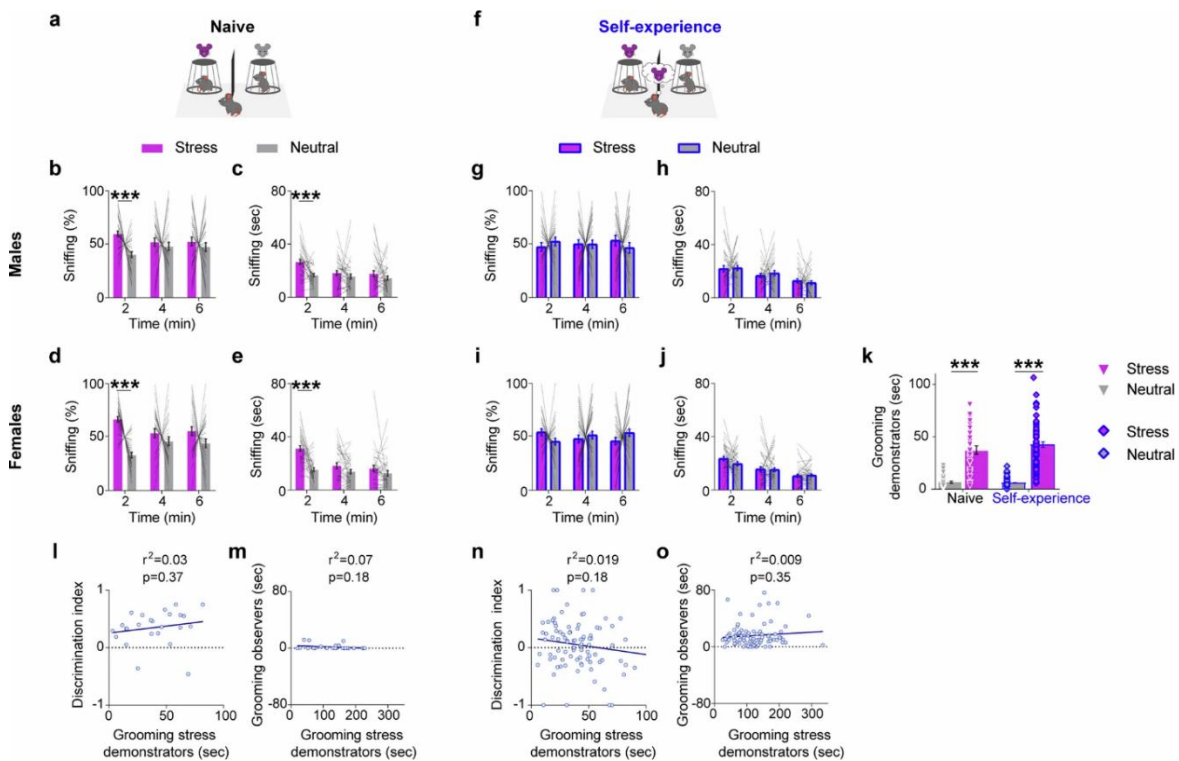 a
Naive
Stress Neutral
b
***
100
50
0
Sniffing (%)
2 4 6
Time (min)
c
***
80
40
0
Sniffing (sec)
2 4 6
Time (min)
Males
d
***
100
50
0
Sniffing (%)
2 4 6
Time (min)
e
***
80
40
0
Sniffing (sec)
2 4 6
Time (min)
Females
f
Self-experience
Stress Neutral
g
100
50
0
Sniffing (%)
2 4 6
Time (min)
h
80
40
0
Sniffing (sec)
2 4 6
Time (min)
i
100
50
0
Sniffing (%)
2 4 6
Time (min)
j
80
40
0
Sniffing (sec)
2 4 6
Time (min)
k
*** ***
100
50
0
Grooming
demonstrators (sec)
Naive Self-experience
Stress
Neutral
Stress
Neutral
l
r²=0.03
p=0.37
1
0
-1
Discrimination index
0 50 100
Grooming stress
demonstrators (sec)
m
r²=0.07
p=0.18
80
0
-80
Grooming observers (sec)
0 100 200 300
Grooming stress
demonstrators (sec)
n
r²=0.019
p=0.18
1
0
-1
Discrimination index
0 50 100
Grooming stress
demonstrators (sec)
o
r²=0.009
p=0.35
80
0
-80
Grooming observers (sec)
0 100 200 300
Grooming stress
demonstrators (sec)